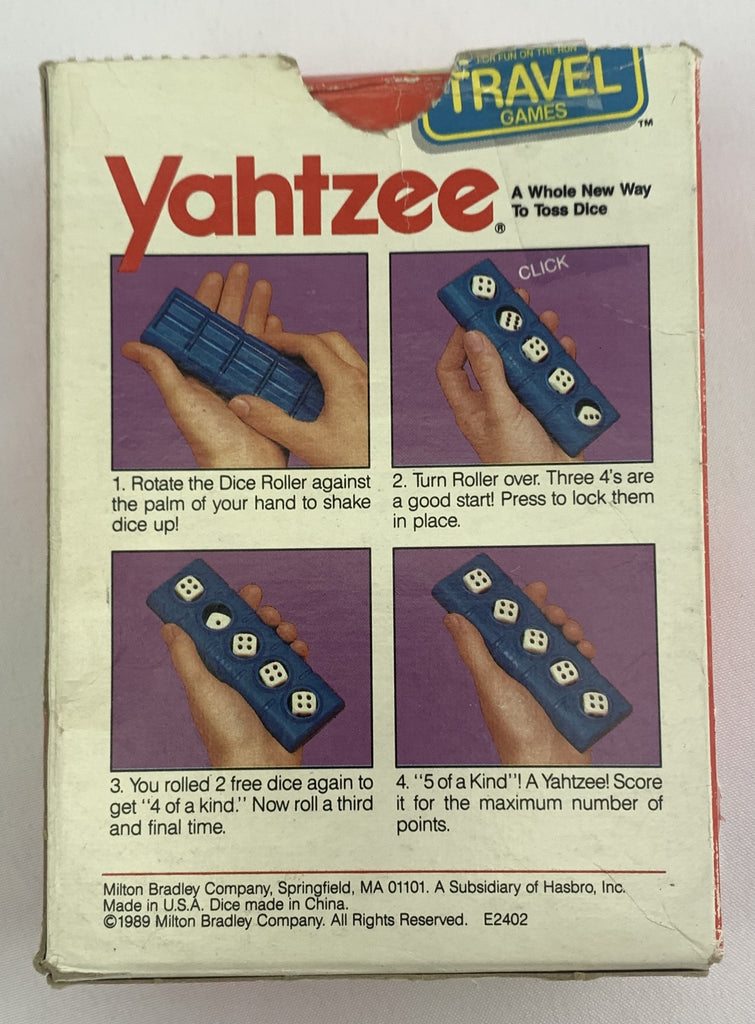 FOR FUN ON THE RUN
TRAVEL
GAMES
TM
Yahtzee®
A Whole New Way
To Toss Dice
CLICK
1. Rotate the Dice Roller against
the palm of your hand to shake
dice up!
2. Turn Roller over. Three 4's are
a good start! Press to lock them
in place.
3. You rolled 2 free dice again to
get "4 of a kind." Now roll a third
and final time.
4. "5 of a Kind"! A Yahtzee! Score
it for the maximum number of
points.
Milton Bradley Company, Springfield, MA 01101. A Subsidiary of Hasbro, Inc.
Made in U.S.A. Dice made in China.
©1989 Milton Bradley Company. All Rights Reserved. E2402